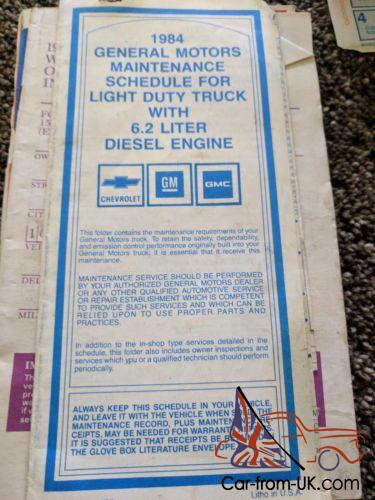 1984
GENERAL MOTORS
MAINTENANCE
SCHEDULE FOR
LIGHT DUTY TRUCK
WITH
6.2 LITER
DIESEL ENGINE
CHEVROLET
GM
GMC
This folder contains the maintenance requirements of your
General Motors truck. To retain the safety, dependability,
and emission control performance originally built into your
General Motors truck, it is essential that it receive this
maintenance.
MAINTENANCE SERVICE SHOULD BE PERFORMED
BY YOUR AUTHORIZED GENERAL MOTORS DEALER
OR ANY OTHER QUALIFIED AUTOMOTIVE SERVICE
OR REPAIR ESTABLISHMENT WHICH IS COMPETENT
TO PROVIDE SUCH SERVICES AND WHICH CAN BE
RELIED UPON TO USE PROPER PARTS AND
PRACTICES.
In addition to the in-shop type services detailed in the
schedule, this folder also includes owner inspections and
services which you or a qualified technician should perform
periodically.
ALWAYS KEEP THIS SCHEDULE IN YOUR VEHICLE,
AND LEAVE IT WITH THE VEHICLE WHEN SOLD. THE
MAINTENANCE RECORD, PLUS MAINTENANCE
CEIPTS, MAY BE NEEDED FOR WARRANT
IT IS SUGGESTED THAT RECEIPTS BE
THE GLOVE BOX LITERATURE ENVELOPE
Litho in U.S.A.
4
Car-from-UK.com